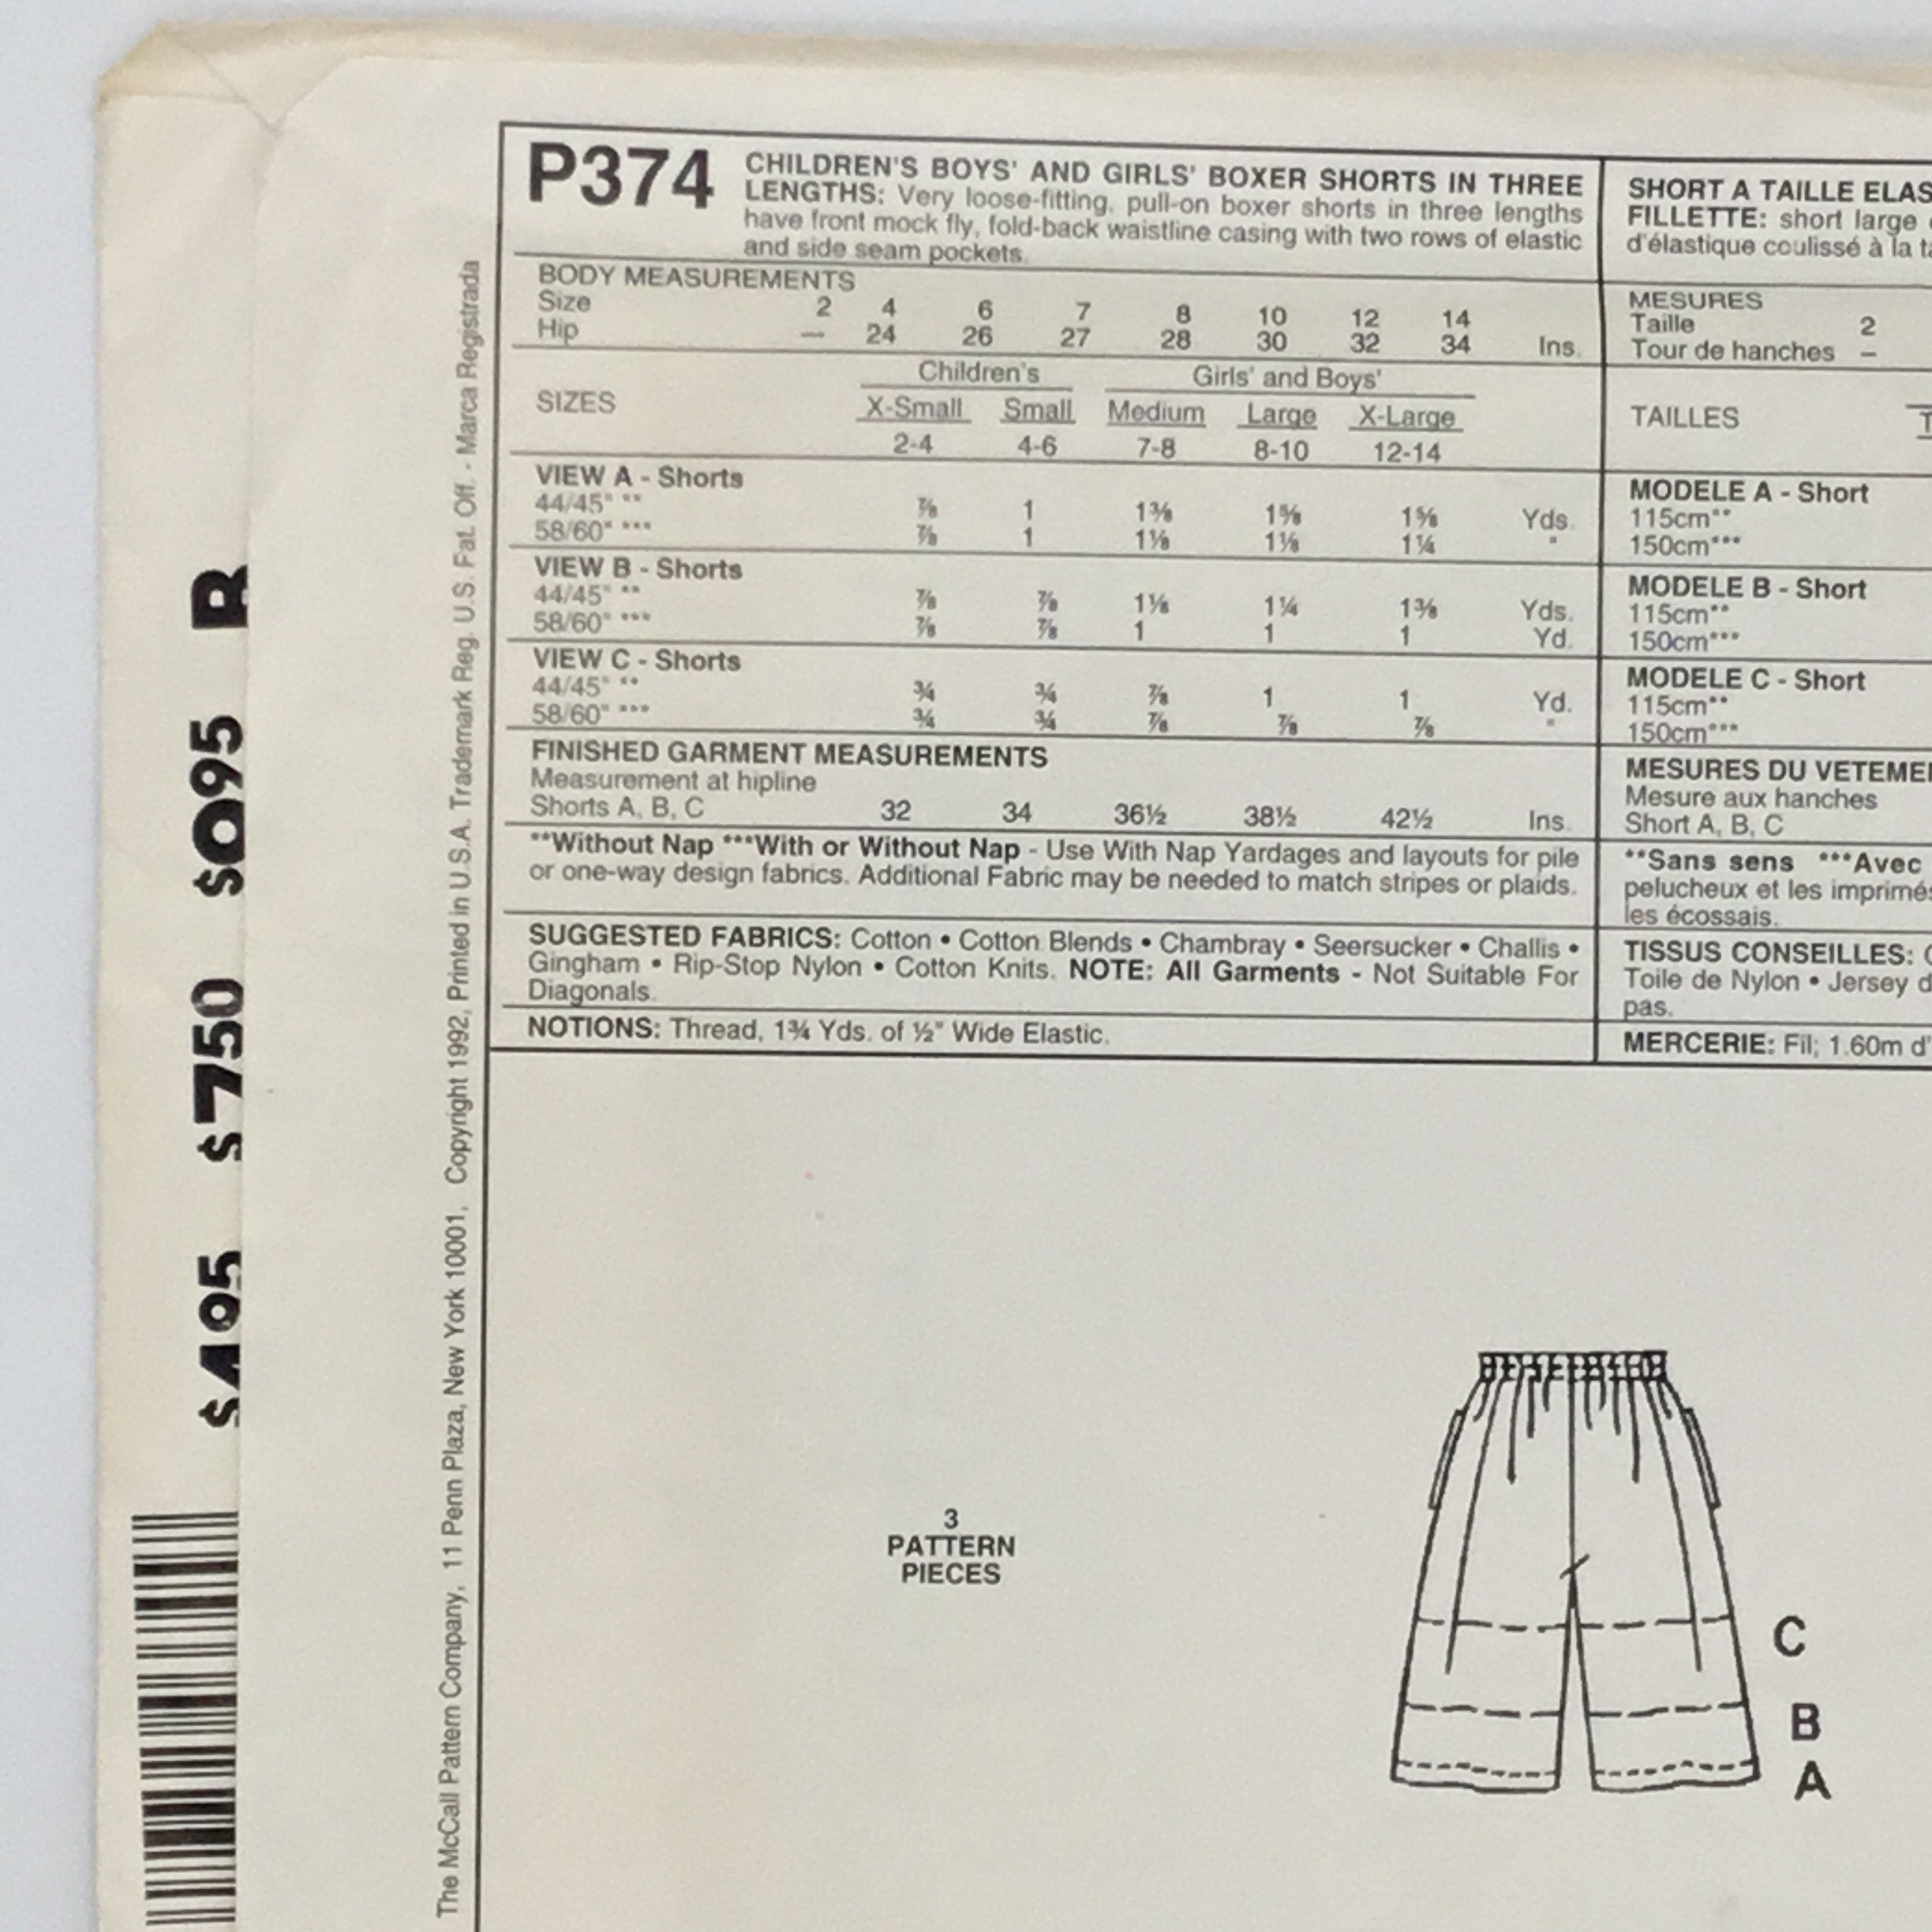 P374 CHILDREN'S BOYS' AND GIRLS' BOXER SHORTS IN THREE
LENGTHS: Very loose-fitting, pull-on boxer shorts in three lengths
have front mock fly, fold-back waistline casing with two rows of elastic
and side seam pockets.
BODY MEASUREMENTS
Size 2 4 6 7 8 10 12 14
Hip — 24 26 27 28 30 32 34 Ins.
Children's Girls' and Boys'
SIZES X-Small Small Medium Large X-Large
2-4 4-6 7-8 8-10 12-14
VIEW A - Shorts
44/45" ** ⅞ 1 1⅜ 1⅝ 1⅝ Yds.
58/60" *** ⅞ 1 1⅛ 1⅛ 1¼ "
VIEW B - Shorts
44/45" ** ⅞ ⅞ 1⅛ 1¼ 1⅜ Yds.
58/60" *** ⅞ ⅞ 1 1 1 Yd.
VIEW C - Shorts
44/45" ** ¾ ¾ ⅞ 1 1 Yd.
58/60" *** ¾ ¾ ⅞ ⅞ ⅞ "
FINISHED GARMENT MEASUREMENTS
Measurement at hipline
Shorts A, B, C 32 34 36½ 38½ 42½ Ins.
**Without Nap ***With or Without Nap - Use With Nap Yardages and layouts for pile
or one-way design fabrics. Additional Fabric may be needed to match stripes or plaids.
SUGGESTED FABRICS: Cotton • Cotton Blends • Chambray • Seersucker • Challis •
Gingham • Rip-Stop Nylon • Cotton Knits. NOTE: All Garments - Not Suitable For
Diagonals.
NOTIONS: Thread, 1¾ Yds. of ½" Wide Elastic.
SHORT A TAILLE ELAS
FILLETTE: short large
d'élastique coulissé à la ta
MESURES
Taille 2
Tour de hanches –
TAILLES T
MODELE A - Short
115cm**
150cm***
MODELE B - Short
115cm**
150cm***
MODELE C - Short
115cm**
150cm***
MESURES DU VETEME
Mesure aux hanches
Short A, B, C
**Sans sens ***Avec
pelucheux et les imprimés
les écossais.
TISSUS CONSEILLES:
Toile de Nylon • Jersey d
pas.
MERCERIE: Fil; 1.60m d'
3
PATTERN
PIECES
C
B
A
The McCall Pattern Company, 11 Penn Plaza, New York 10001, Copyright 1992, Printed in U.S.A. Trademark Reg. U.S. Pat. Off. - Marca Registrada
$495 $750 $095 B